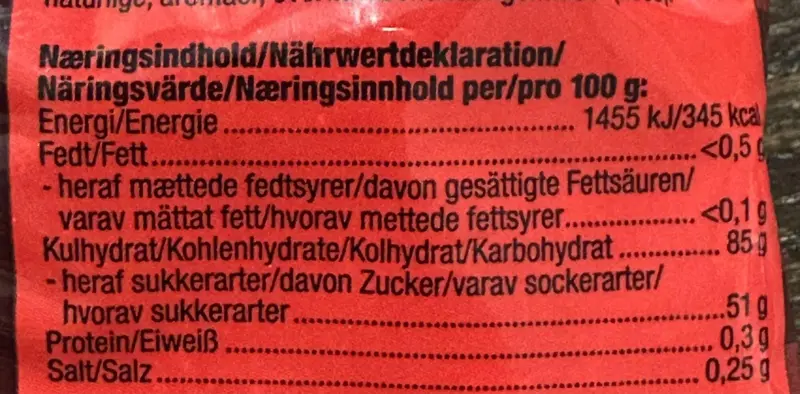 Næringsindhold/Nährwertdeklaration/
Näringsvärde/Næringsinnhold per/pro 100 g:
Energi/Energie .......................................... 1455 kJ/345 kcal
Fedt/Fett.......................................................................<0,5 g
- heraf mættede fedtsyrer/davon gesättigte Fettsäuren/
varav mättat fett/hvorav mettede fettsyrer.................<0,1 g
Kulhydrat/Kohlenhydrate/Kolhydrat/Karbohydrat .............. 85 g
- heraf sukkerarter/davon Zucker/varav sockerarter/
hvorav sukkerarter.......................................................51 g
Protein/Eiweiß .............................................................. 0,3 g
Salt/Salz....................................................................... 0,25 g